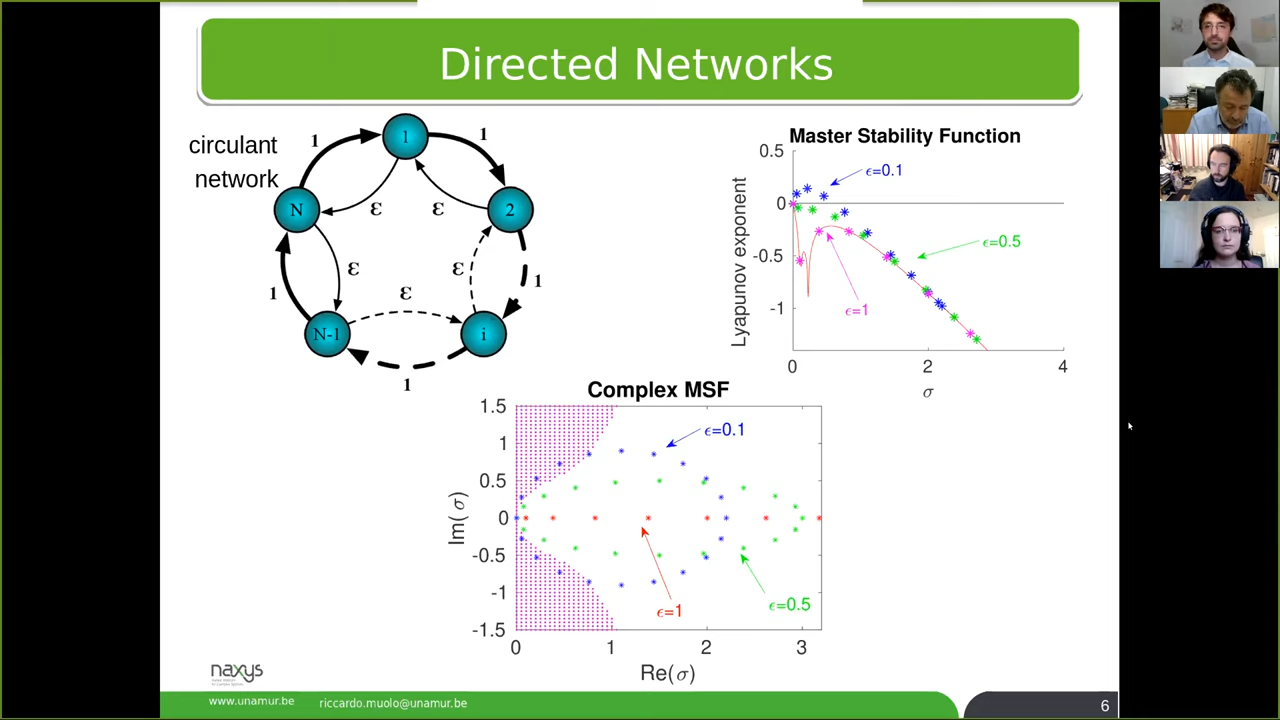 Directed Networks
circulant
network
1
1
1
2
N
ε
ε
ε
ε
ε
1
1
N-1
i
1
Master Stability Function
0.5
0
-0.5
-1
Lyapunov exponent
ϵ=0.1
ϵ=0.5
ϵ=1
0
2
4
σ
Complex MSF
1.5
1
0.5
0
-0.5
-1
-1.5
Im(σ)
ϵ=0.1
ϵ=1
ϵ=0.5
0
1
2
3
Re(σ)
naxys
www.unamur.be
riccardo.muolo@unamur.be
6